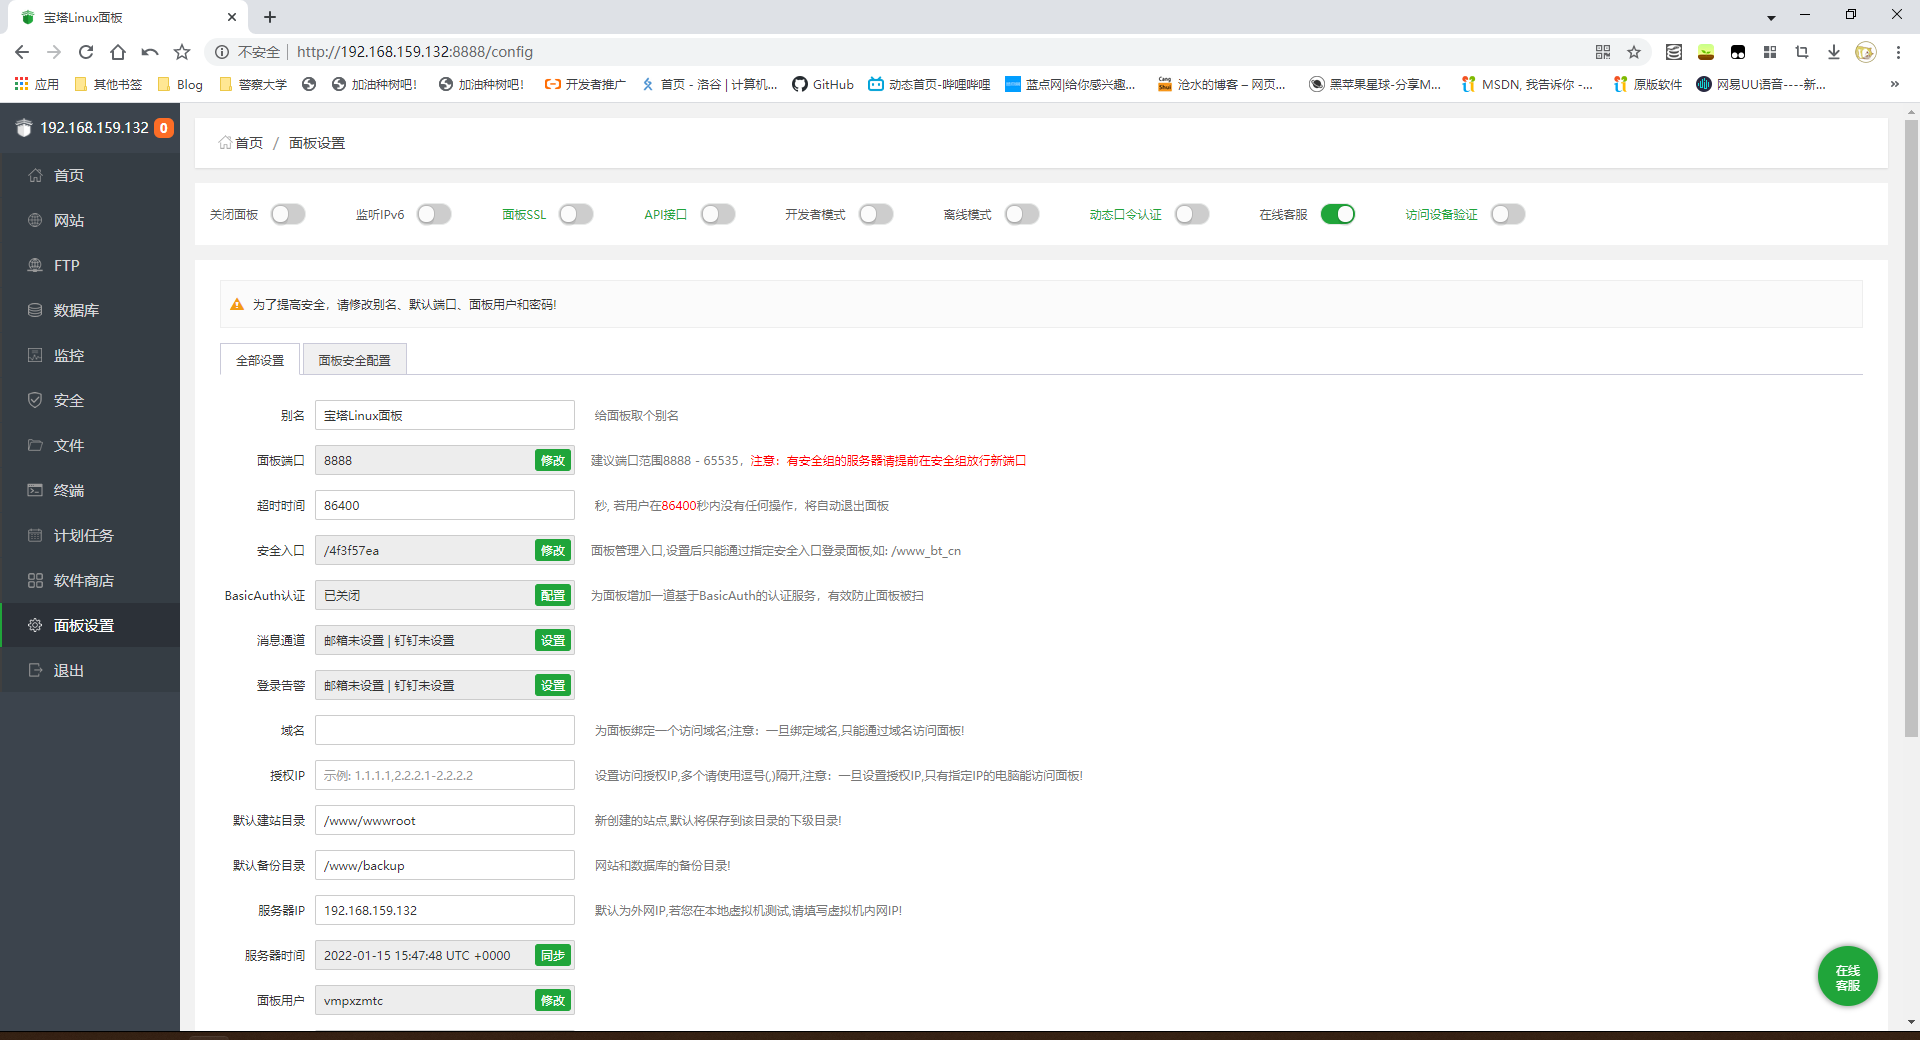 宝塔Linux面板
不安全 http://192.168.159.132:8888/config
应用 其他书签 Blog 警察大学 加油种树吧! 加油种树吧! 开发者推广 首页 - 洛谷 | 计算机... GitHub 动态首页-哔哩哔哩 蓝点网|给你感兴趣... 沧水的博客 – 网页... 黑苹果星球-分享M... MSDN, 我告诉你 -... 原版软件 网易UU语音----新... »
192.168.159.132 0
首页
网站
FTP
数据库
监控
安全
文件
终端
计划任务
软件商店
面板设置
退出
首页 / 面板设置
关闭面板 监听IPv6 面板SSL API接口 开发者模式 离线模式 动态口令认证 在线客服 访问设备验证
为了提高安全，请修改别名、默认端口、面板用户和密码!
全部设置 面板安全配置
别名 宝塔Linux面板 给面板取个别名
面板端口 8888 修改 建议端口范围8888 - 65535，注意：有安全组的服务器请提前在安全组放行新端口
超时时间 86400 秒, 若用户在86400秒内没有任何操作，将自动退出面板
安全入口 /4f3f57ea 修改 面板管理入口,设置后只能通过指定安全入口登录面板,如: /www_bt_cn
BasicAuth认证 已关闭 配置 为面板增加一道基于BasicAuth的认证服务，有效防止面板被扫
消息通道 邮箱未设置 | 钉钉未设置 设置
登录告警 邮箱未设置 | 钉钉未设置 设置
域名 为面板绑定一个访问域名;注意：一旦绑定域名,只能通过域名访问面板!
授权IP 示例: 1.1.1.1,2.2.2.1-2.2.2.2 设置访问授权IP,多个请使用逗号(,)隔开,注意：一旦设置授权IP,只有指定IP的电脑能访问面板!
默认建站目录 /www/wwwroot 新创建的站点,默认将保存到该目录的下级目录!
默认备份目录 /www/backup 网站和数据库的备份目录!
服务器IP 192.168.159.132 默认为外网IP,若您在本地虚拟机测试,请填写虚拟机内网IP!
服务器时间 2022-01-15 15:47:48 UTC +0000 同步
面板用户 vmpxzmtc 修改
在线
客服